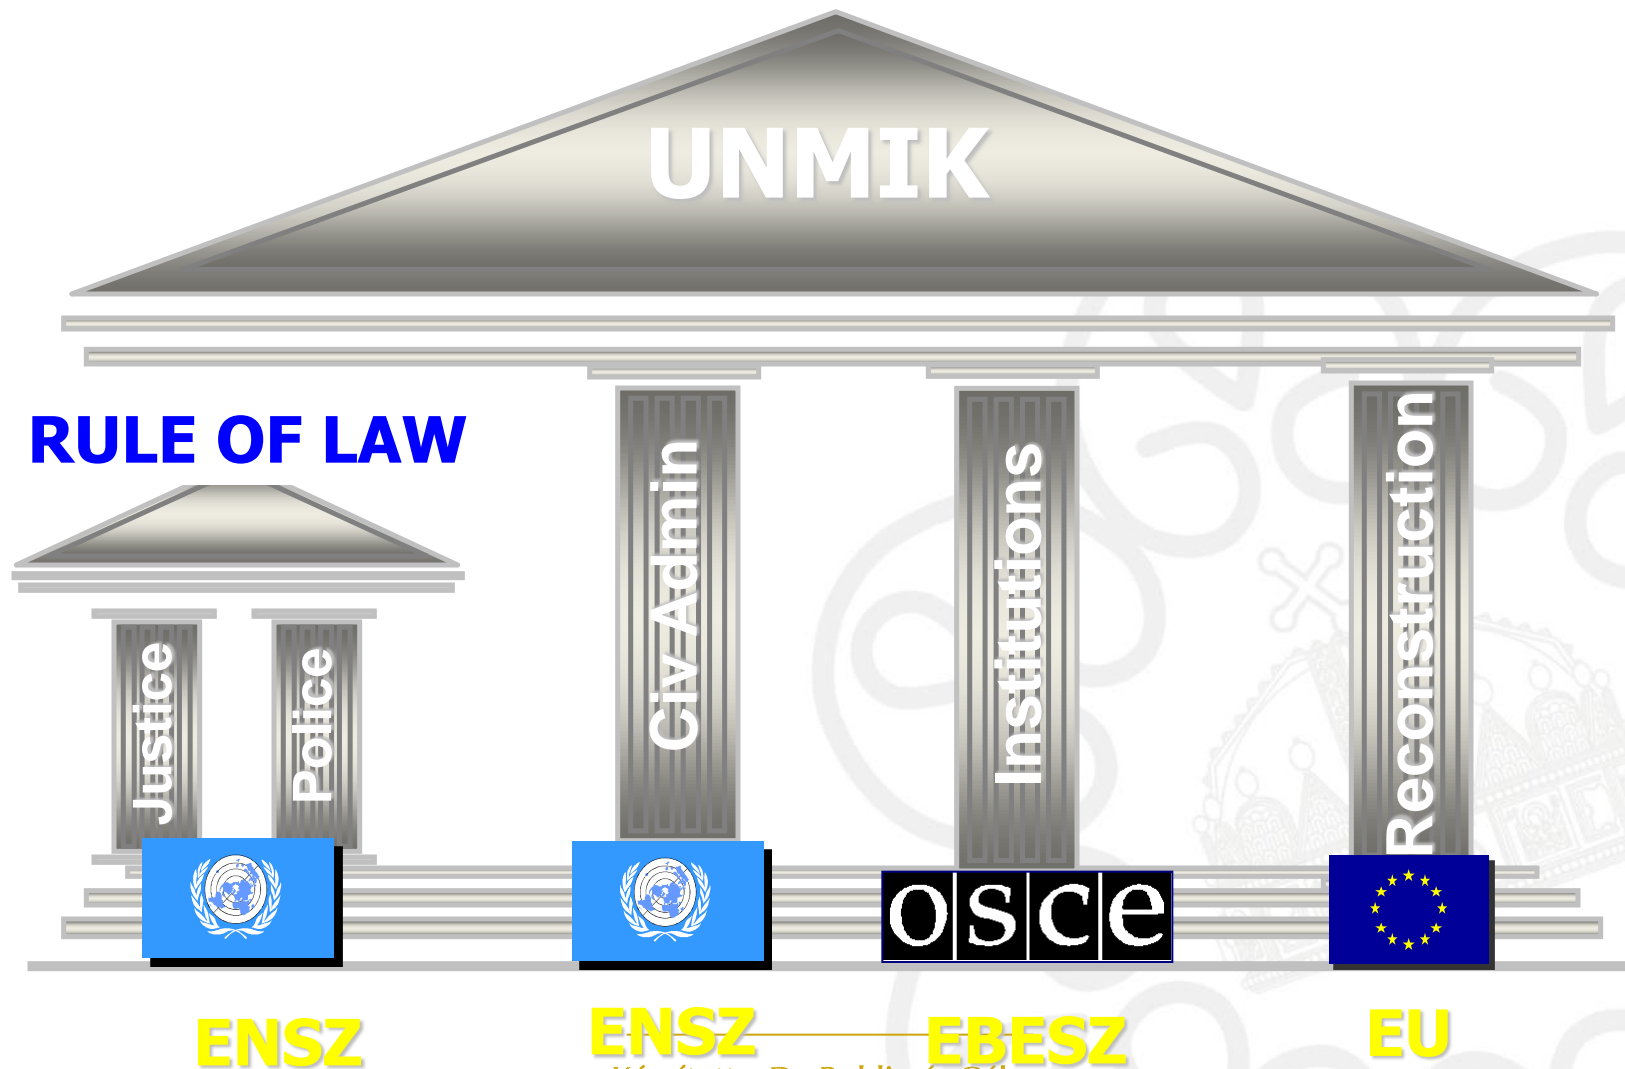 UNMIK
RULE OF LAW
Justice
Police
Civ Admin
Institutions
Reconstruction
osce
ENSZ
ENSZ
EBESZ
EU